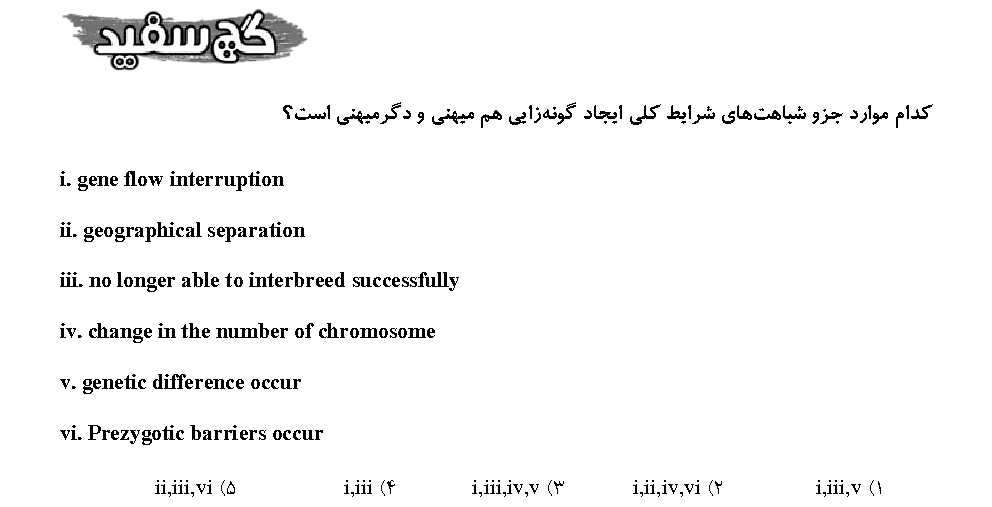 گچ سفید
کدام موارد جزو شباهت‌های شرایط کلی ایجاد گونه‌زایی هم میهنی و دگرمیهنی است؟
i. gene flow interruption
ii. geographical separation
iii. no longer able to interbreed successfully
iv. change in the number of chromosome
v. genetic difference occur
vi. Prezygotic barriers occur
۱) i,iii,v ۲) i,ii,iv,vi ۳) i,iii,iv,v ۴) i,iii ۵) ii,iii,vi